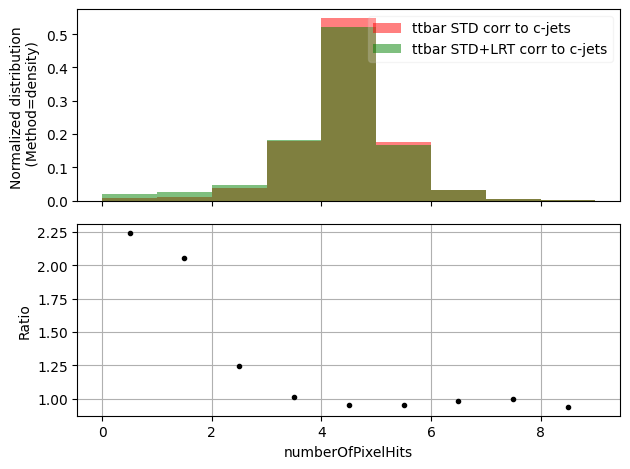 Normalized distribution
(Method=density)
0.5
0.4
0.3
0.2
0.1
0.0
ttbar STD corr to c-jets
ttbar STD+LRT corr to c-jets
Ratio
2.25
2.00
1.75
1.50
1.25
1.00
0 2 4 6 8
numberOfPixelHits